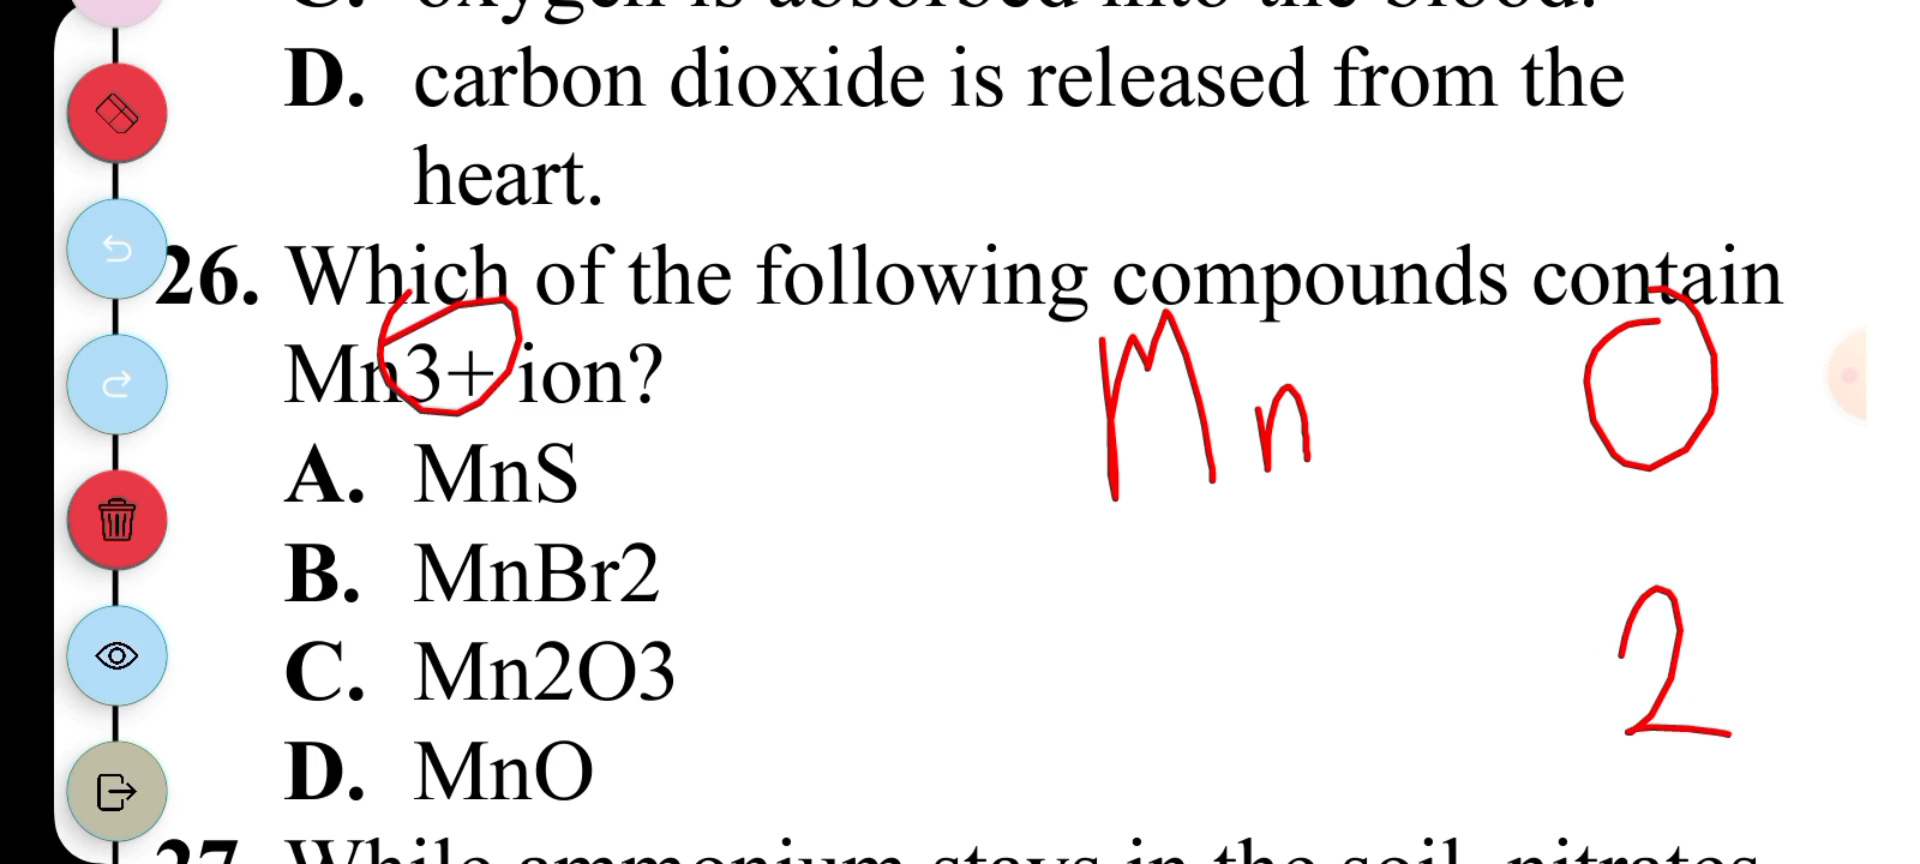 D. carbon dioxide is released from the
heart.
26. Which of the following compounds contain
Mn3+ ion?
Mn O
A. MnS
B. MnBr2
2
C. Mn2O3
D. MnO